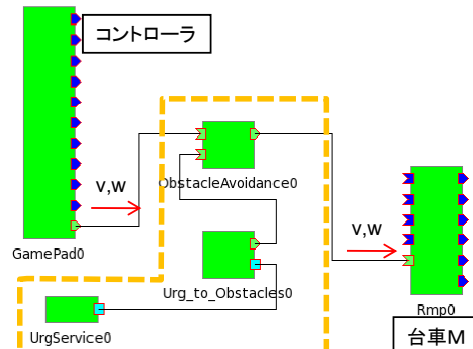 コントローラ
v,w
ObstacleAvoidance0
GamePad0
v,w
Urg_to_Obstacles0
UrgService0
Rmp0
台車M